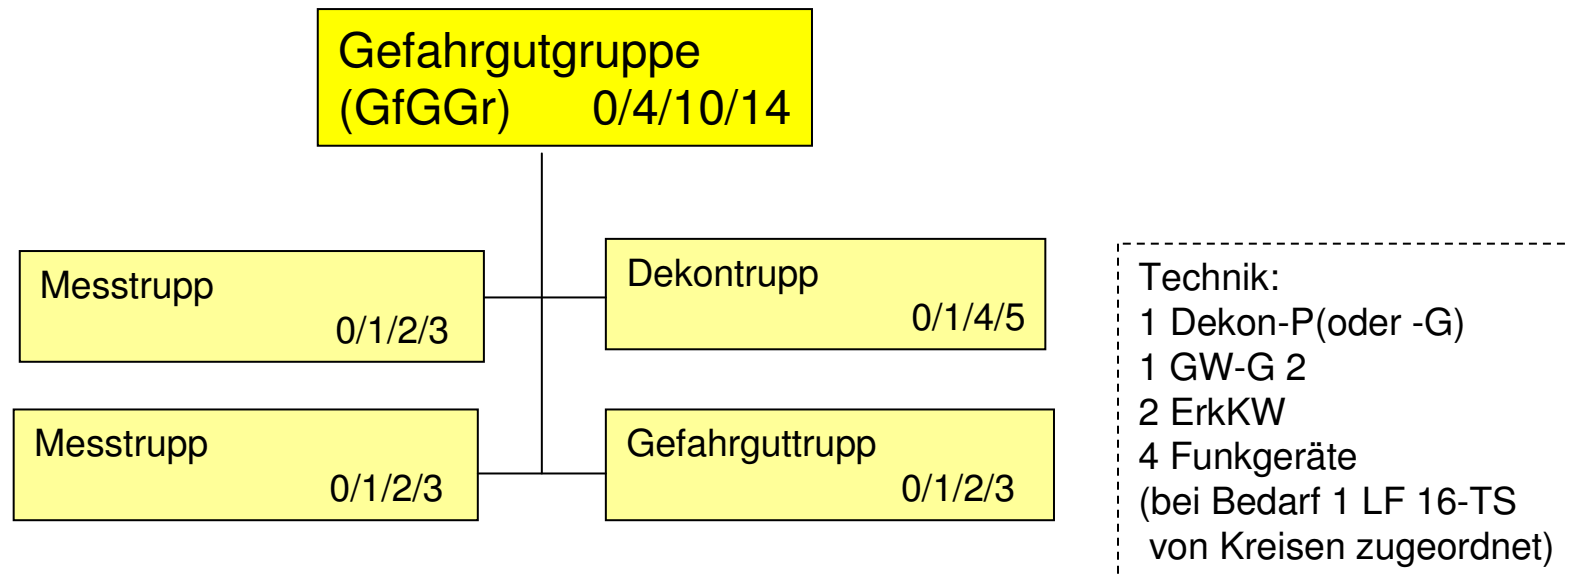 Gefahrgutgruppe
(GfGGr) 0/4/10/14
Messtrupp
0/1/2/3
Dekontrupp
0/1/4/5
Messtrupp
0/1/2/3
Gefahrguttrupp
0/1/2/3
Technik:
1 Dekon-P(oder -G)
1 GW-G 2
2 ErkKW
4 Funkgeräte
(bei Bedarf 1 LF 16-TS
von Kreisen zugeordnet)